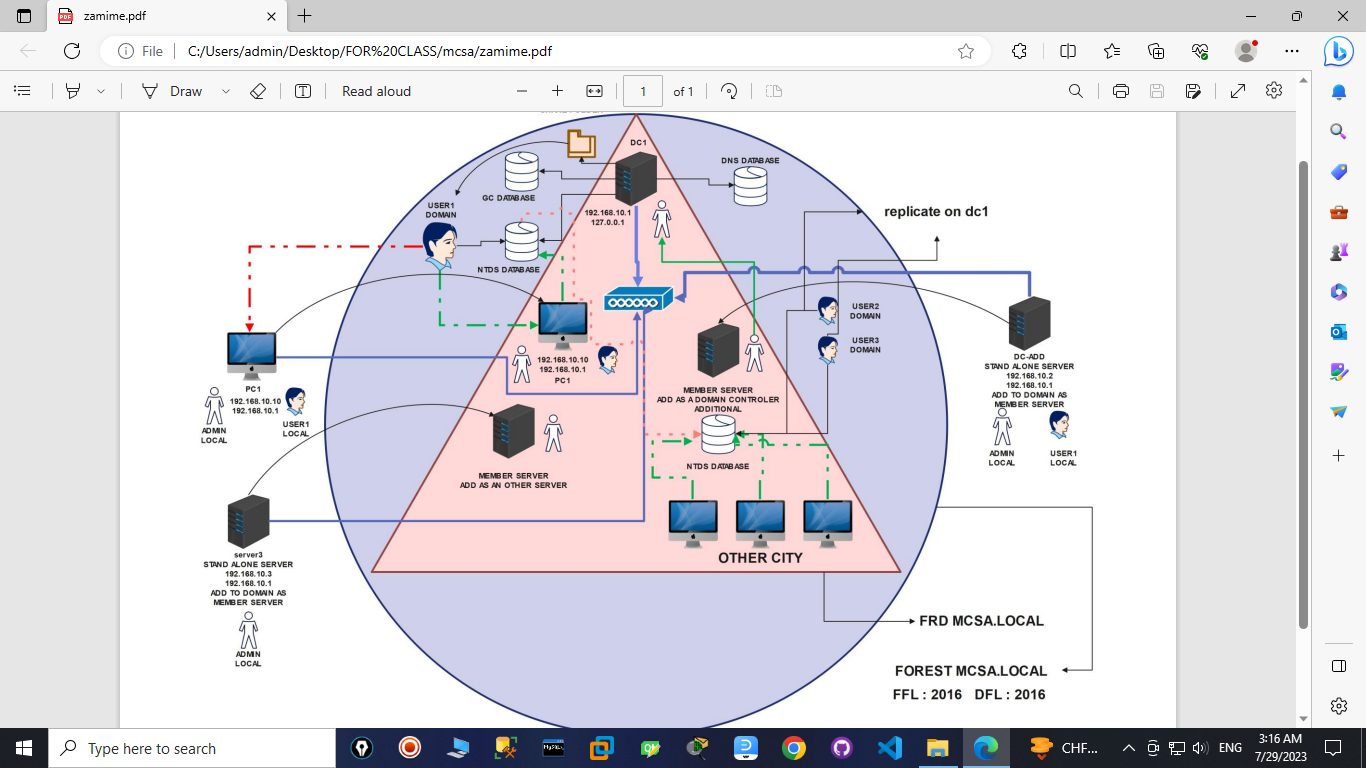 zamime.pdf
File
C:/Users/admin/Desktop/FOR%20CLASS/mcsa/zamime.pdf
Draw
Read aloud
1
of 1
DC1
DNS DATABASE
GC DATABASE
USER1
DOMAIN
192.168.10.1
127.0.0.1
replicate on dc1
NTDS DATABASE
USER2
DOMAIN
USER3
DOMAIN
192.168.10.10
192.168.10.1
PC1
PC1
192.168.10.10
192.168.10.1
ADMIN
LOCAL
USER1
LOCAL
MEMBER SERVER
ADD AS A DOMAIN CONTROLER
ADDITIONAL
DC-ADD
STAND ALONE SERVER
192.168.10.2
192.168.10.1
ADD TO DOMAIN AS
MEMBER SERVER
ADMIN
LOCAL
USER1
LOCAL
NTDS DATABASE
MEMBER SERVER
ADD AS AN OTHER SERVER
OTHER CITY
server3
STAND ALONE SERVER
192.168.10.3
192.168.10.1
ADD TO DOMAIN AS
MEMBER SERVER
ADMIN
LOCAL
FRD MCSA.LOCAL
FOREST MCSA.LOCAL
FFL : 2016 DFL : 2016
Type here to search
MySQL
CHF...
ENG
3:16 AM
7/29/2023